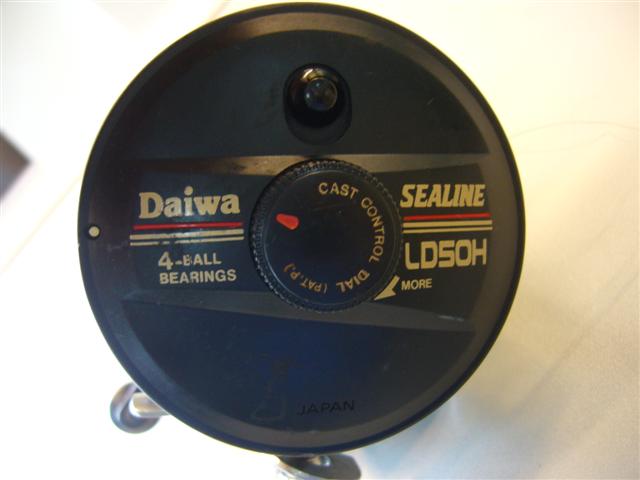 Daiwa
4-BALL
BEARINGS
CAST CONTROL DIAL (PAT.P.)
SEALINE
LD50H
MORE
JAPAN